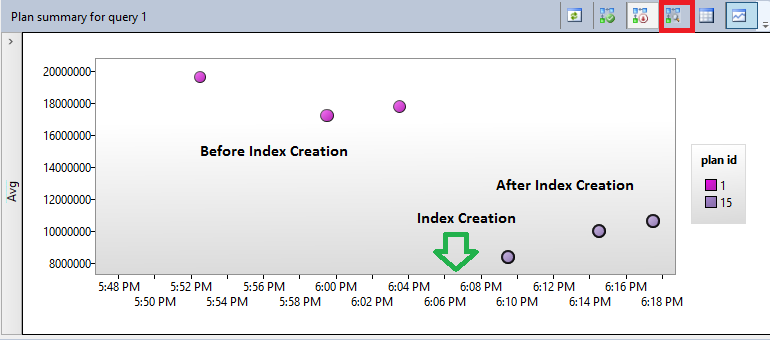 Plan summary for query 1
>
Avg
20000000
18000000
16000000
14000000
12000000
10000000
8000000
Before Index Creation
After Index Creation
Index Creation
plan id
1
15
5:48 PM 5:52 PM 5:56 PM 6:00 PM 6:04 PM 6:08 PM 6:12 PM 6:16 PM
5:50 PM 5:54 PM 5:58 PM 6:02 PM 6:06 PM 6:10 PM 6:14 PM 6:18 PM